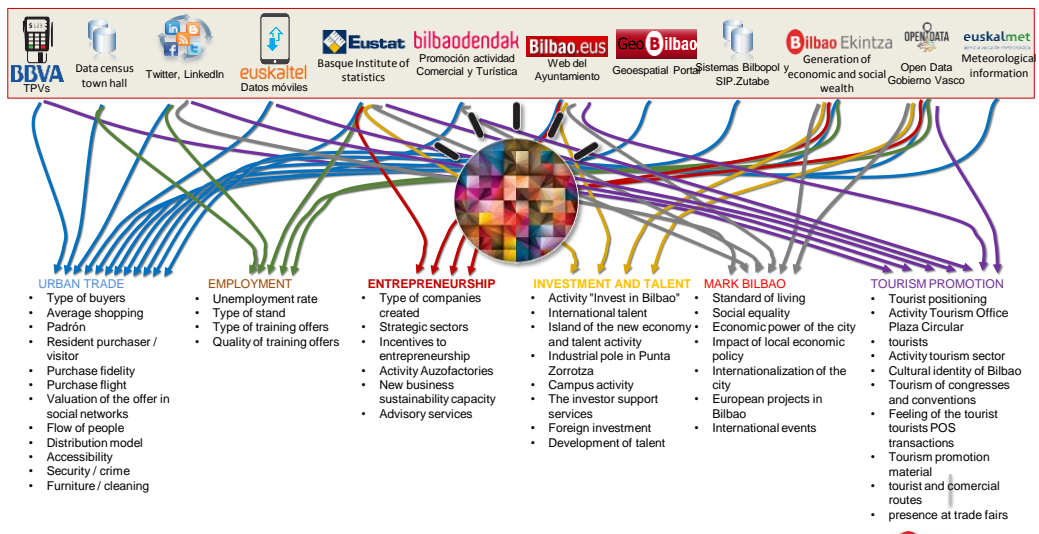 BBVA
TPVs
Data census
town hall
Twitter, LinkedIn
euskaltel
Datos móviles
Eustat
Basque Institute of
statistics
bilbaodendak
Promoción actividad
Comercial y Turística
Bilbao.eus
Web del
Ayuntamiento
GeoBilbao
Geoespatial Portal
Sistemas Bilbopol y
SIP.Zutabe
Bilbao Ekintza
Generation of
economic and social
wealth
OPEN DATA
Open Data
Gobierno Vasco
euskalmet
Meteorological
information
URBAN TRADE
• Type of buyers
• Average shopping
• Padrón
• Resident purchaser /
visitor
• Purchase fidelity
• Purchase flight
• Valuation of the offer in
social networks
• Flow of people
• Distribution model
• Accessibility
• Security / crime
• Furniture / cleaning
EMPLOYMENT
• Unemployment rate
• Type of stand
• Type of training offers
• Quality of training offers
ENTREPRENEURSHIP
• Type of companies
created
• Strategic sectors
• Incentives to
entrepreneurship
• Activity Auzofactories
• New business
sustainability capacity
• Advisory services
INVESTMENT AND TALENT
• Activity "Invest in Bilbao"
• International talent
• Island of the new economy
and talent activity
• Industrial pole in Punta
Zorrotza
• Campus activity
• The investor support
services
• Foreign investment
• Development of talent
MARK BILBAO
• Standard of living
• Social equality
• Economic power of the city
• Impact of local economic
policy
• Internationalization of the
city
• European projects in
Bilbao
• International events
TOURISM PROMOTION
• Tourist positioning
• Activity Tourism Office
Plaza Circular
• tourists
• Activity tourism sector
• Cultural identity of Bilbao
• Tourism of congresses
and conventions
• Feeling of the tourist
tourists POS
transactions
• Tourism promotion
material
• tourist and comercial
routes
• presence at trade fairs